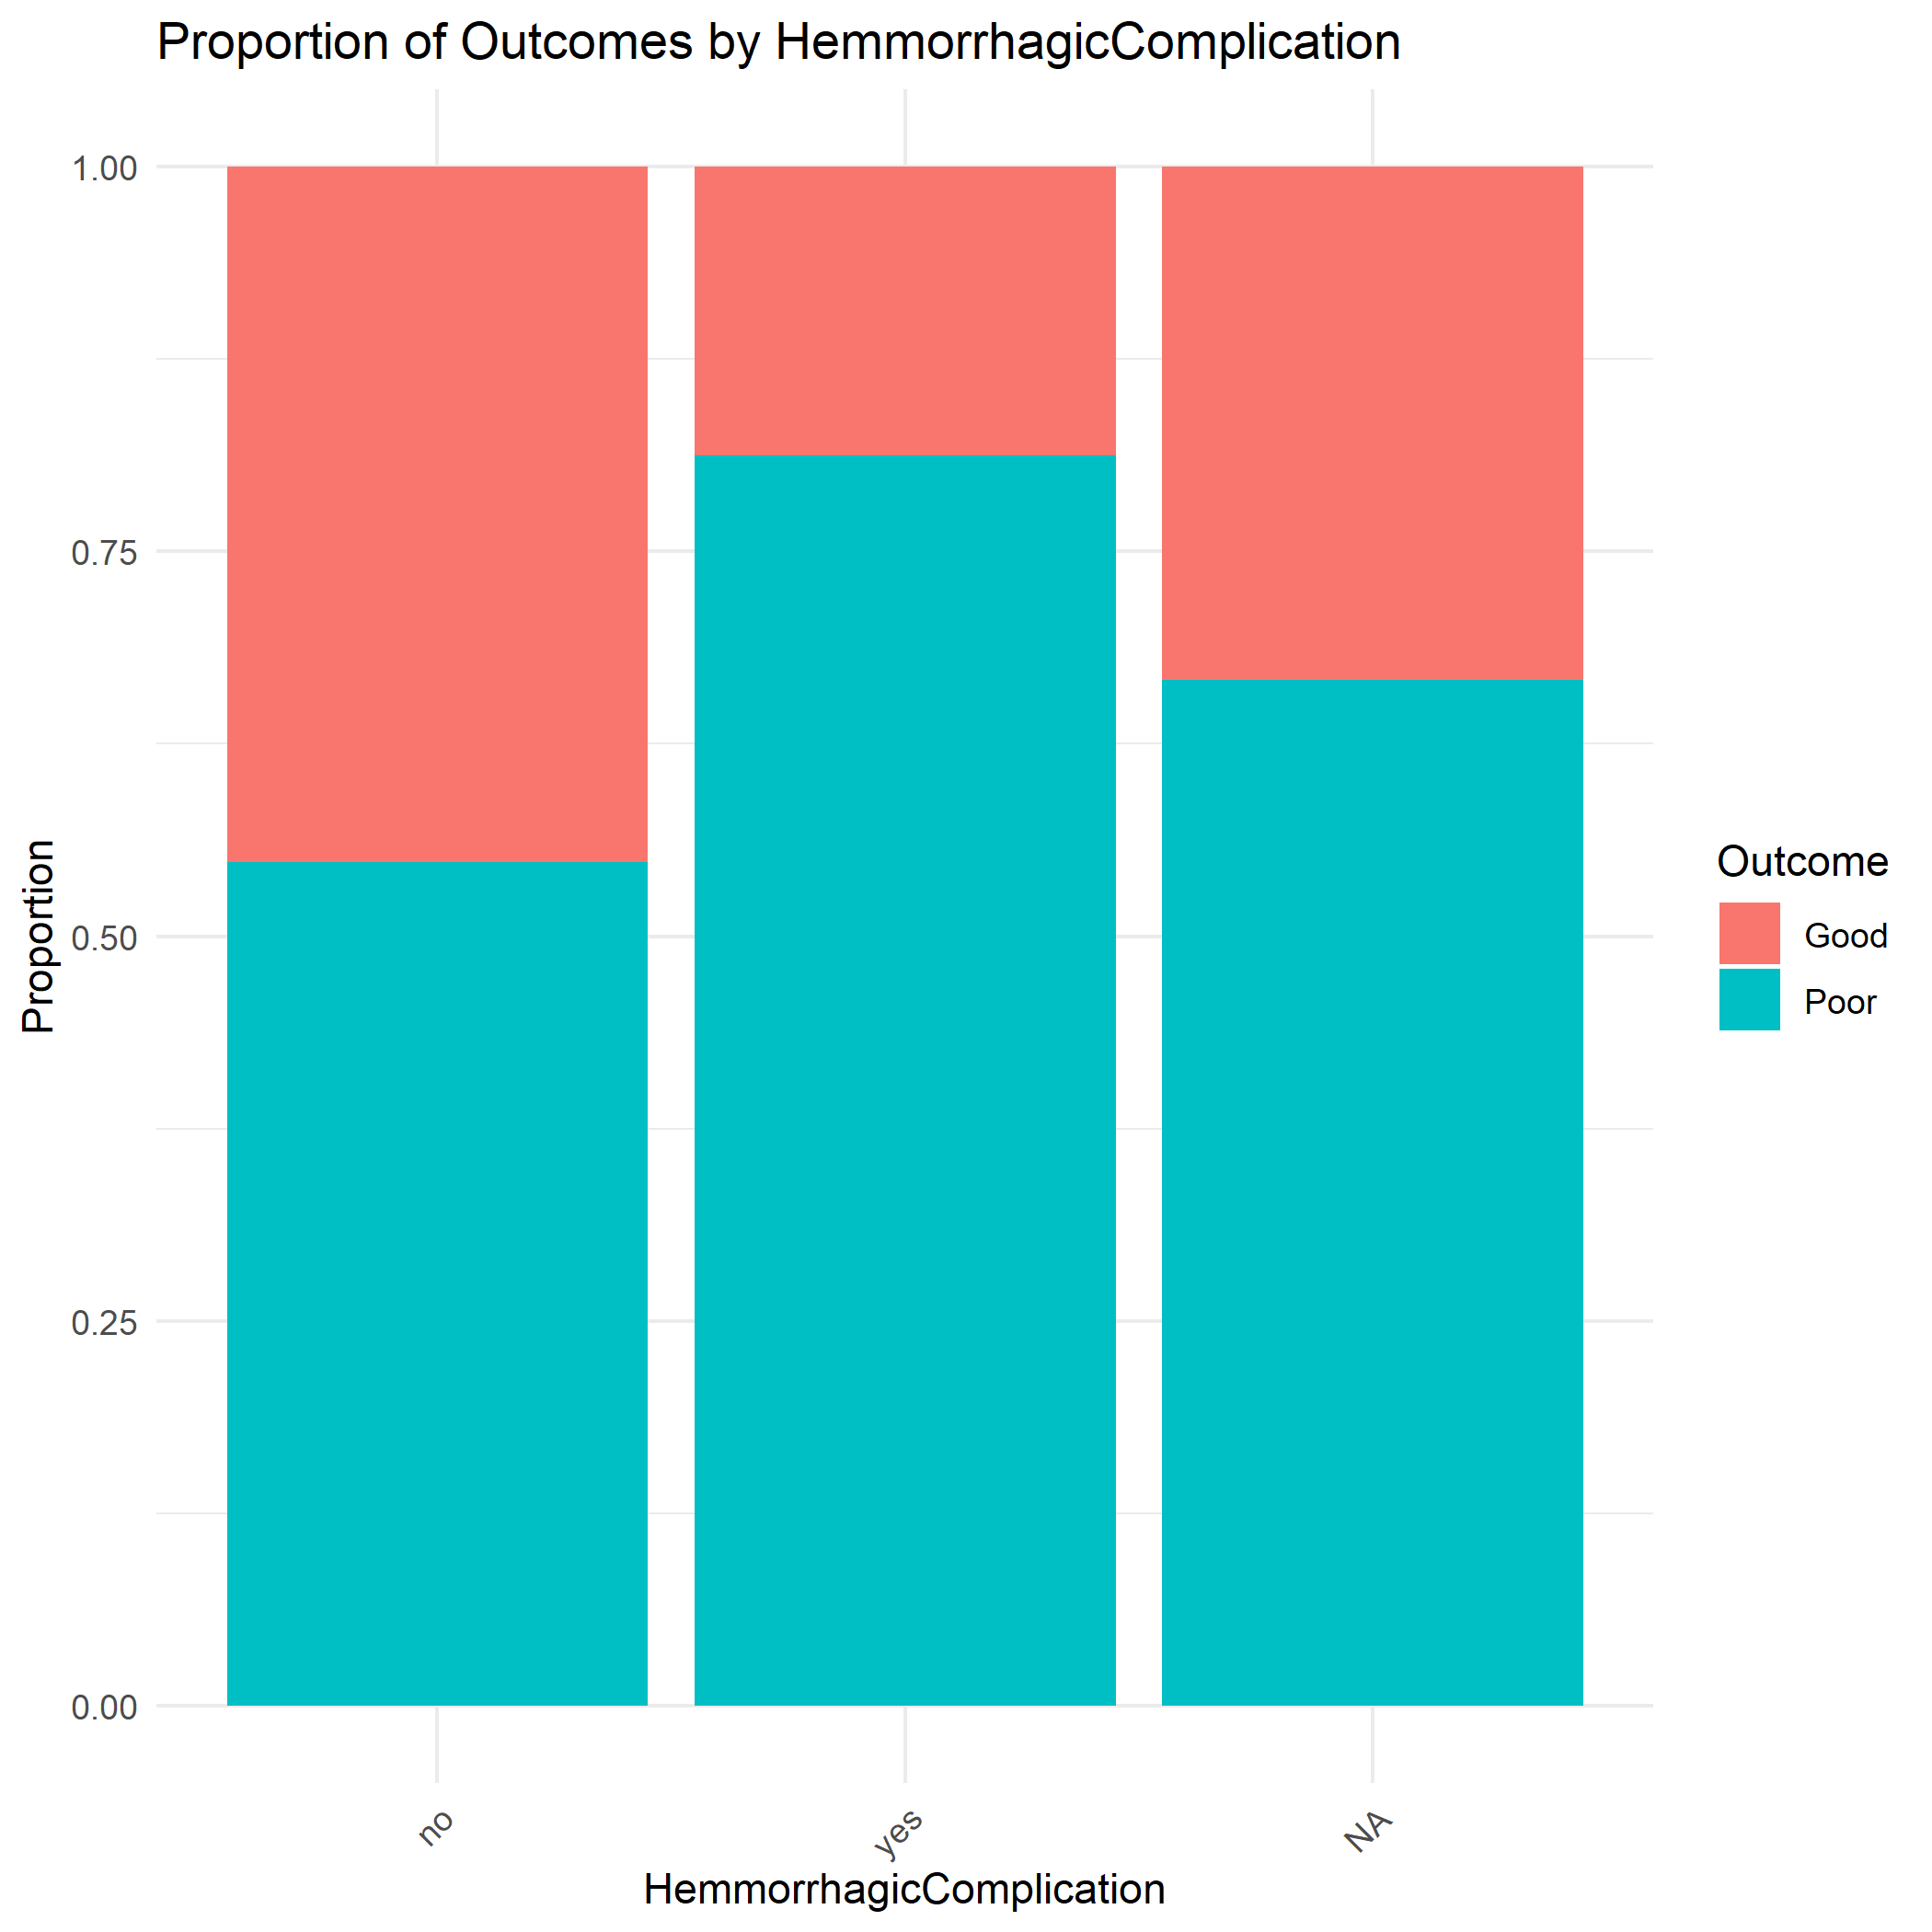 Proportion of Outcomes by HemmorrhagicComplication
1.00
0.75
0.50
0.25
0.00
Proportion
no
yes
NA
HemmorrhagicComplication
Outcome
Good
Poor